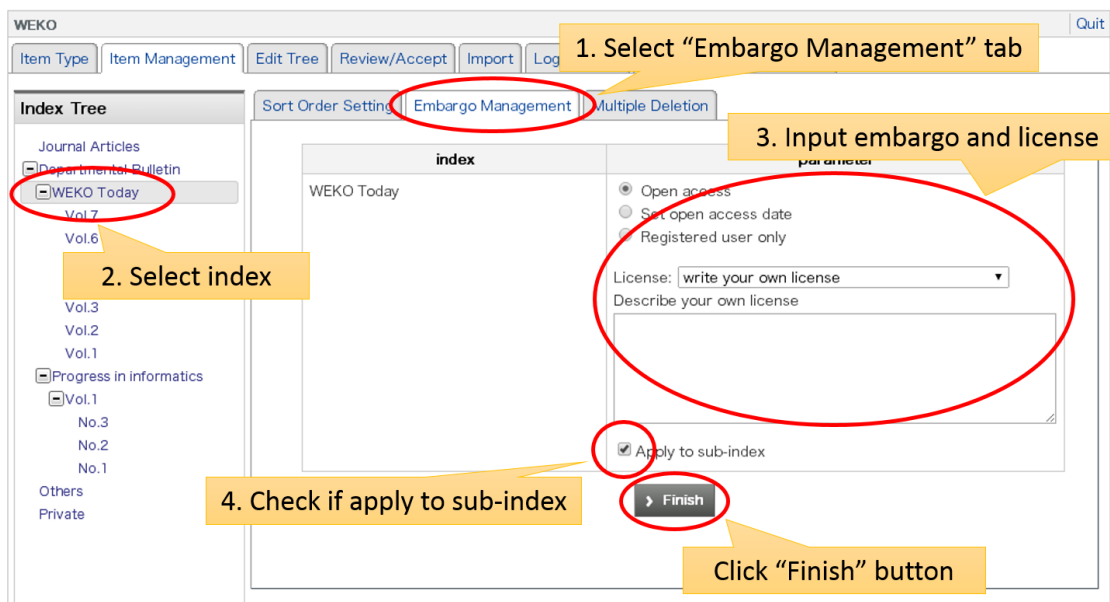 WEKO
Quit
Item Type
Item Management
Edit Tree
Review/Accept
Import
Log
1. Select “Embargo Management” tab
Index Tree
Sort Order Setting
Embargo Management
Multiple Deletion
3. Input embargo and license
Journal Articles
Departmental Bulletin
WEKO Today
Vol.7
Vol.6
2. Select index
Vol.3
Vol.2
Vol.1
Progress in informatics
Vol.1
No.3
No.2
No.1
Others
Private
index
parameter
WEKO Today
Open access
Set open access date
Registered user only
License: write your own license
Describe your own license
Apply to sub-index
4. Check if apply to sub-index
Finish
Click “Finish” button